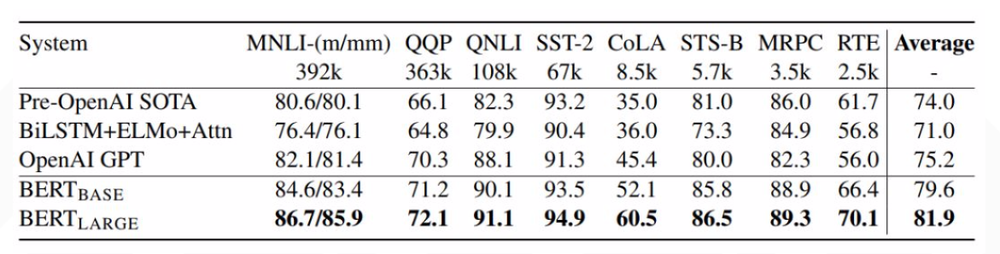 System MNLI-(m/mm) QQP QNLI SST-2 CoLA STS-B MRPC RTE Average
392k 363k 108k 67k 8.5k 5.7k 3.5k 2.5k -
Pre-OpenAI SOTA 80.6/80.1 66.1 82.3 93.2 35.0 81.0 86.0 61.7 74.0
BiLSTM+ELMo+Attn 76.4/76.1 64.8 79.9 90.4 36.0 73.3 84.9 56.8 71.0
OpenAI GPT 82.1/81.4 70.3 88.1 91.3 45.4 80.0 82.3 56.0 75.2
BERTBASE 84.6/83.4 71.2 90.1 93.5 52.1 85.8 88.9 66.4 79.6
BERTLARGE 86.7/85.9 72.1 91.1 94.9 60.5 86.5 89.3 70.1 81.9